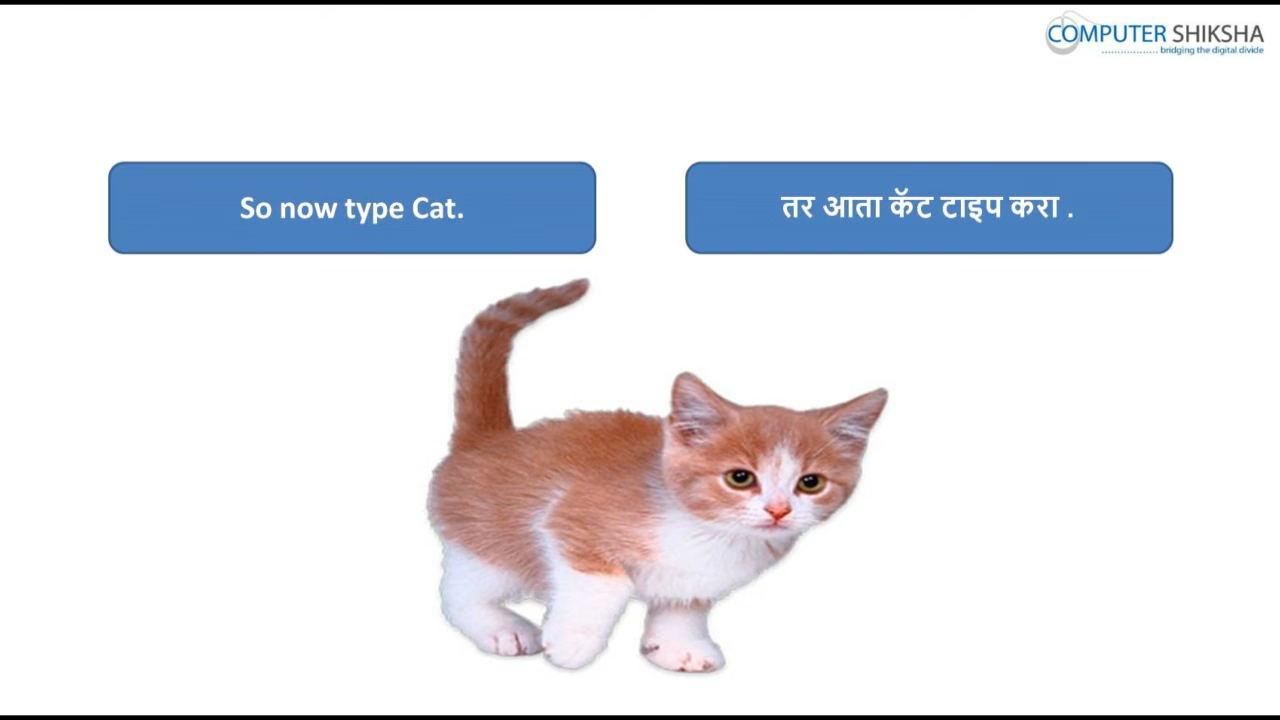 COMPUTER SHIKSHA
bridging the digital divide
So now type Cat.
तर आता कॅट टाइप करा .